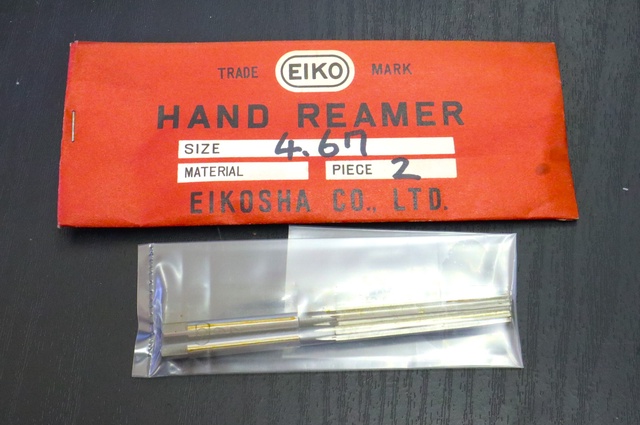 TRADE EIKO MARK
HAND REAMER
SIZE 4.67
MATERIAL PIECE 2
EIKOSHA CO., LTD.